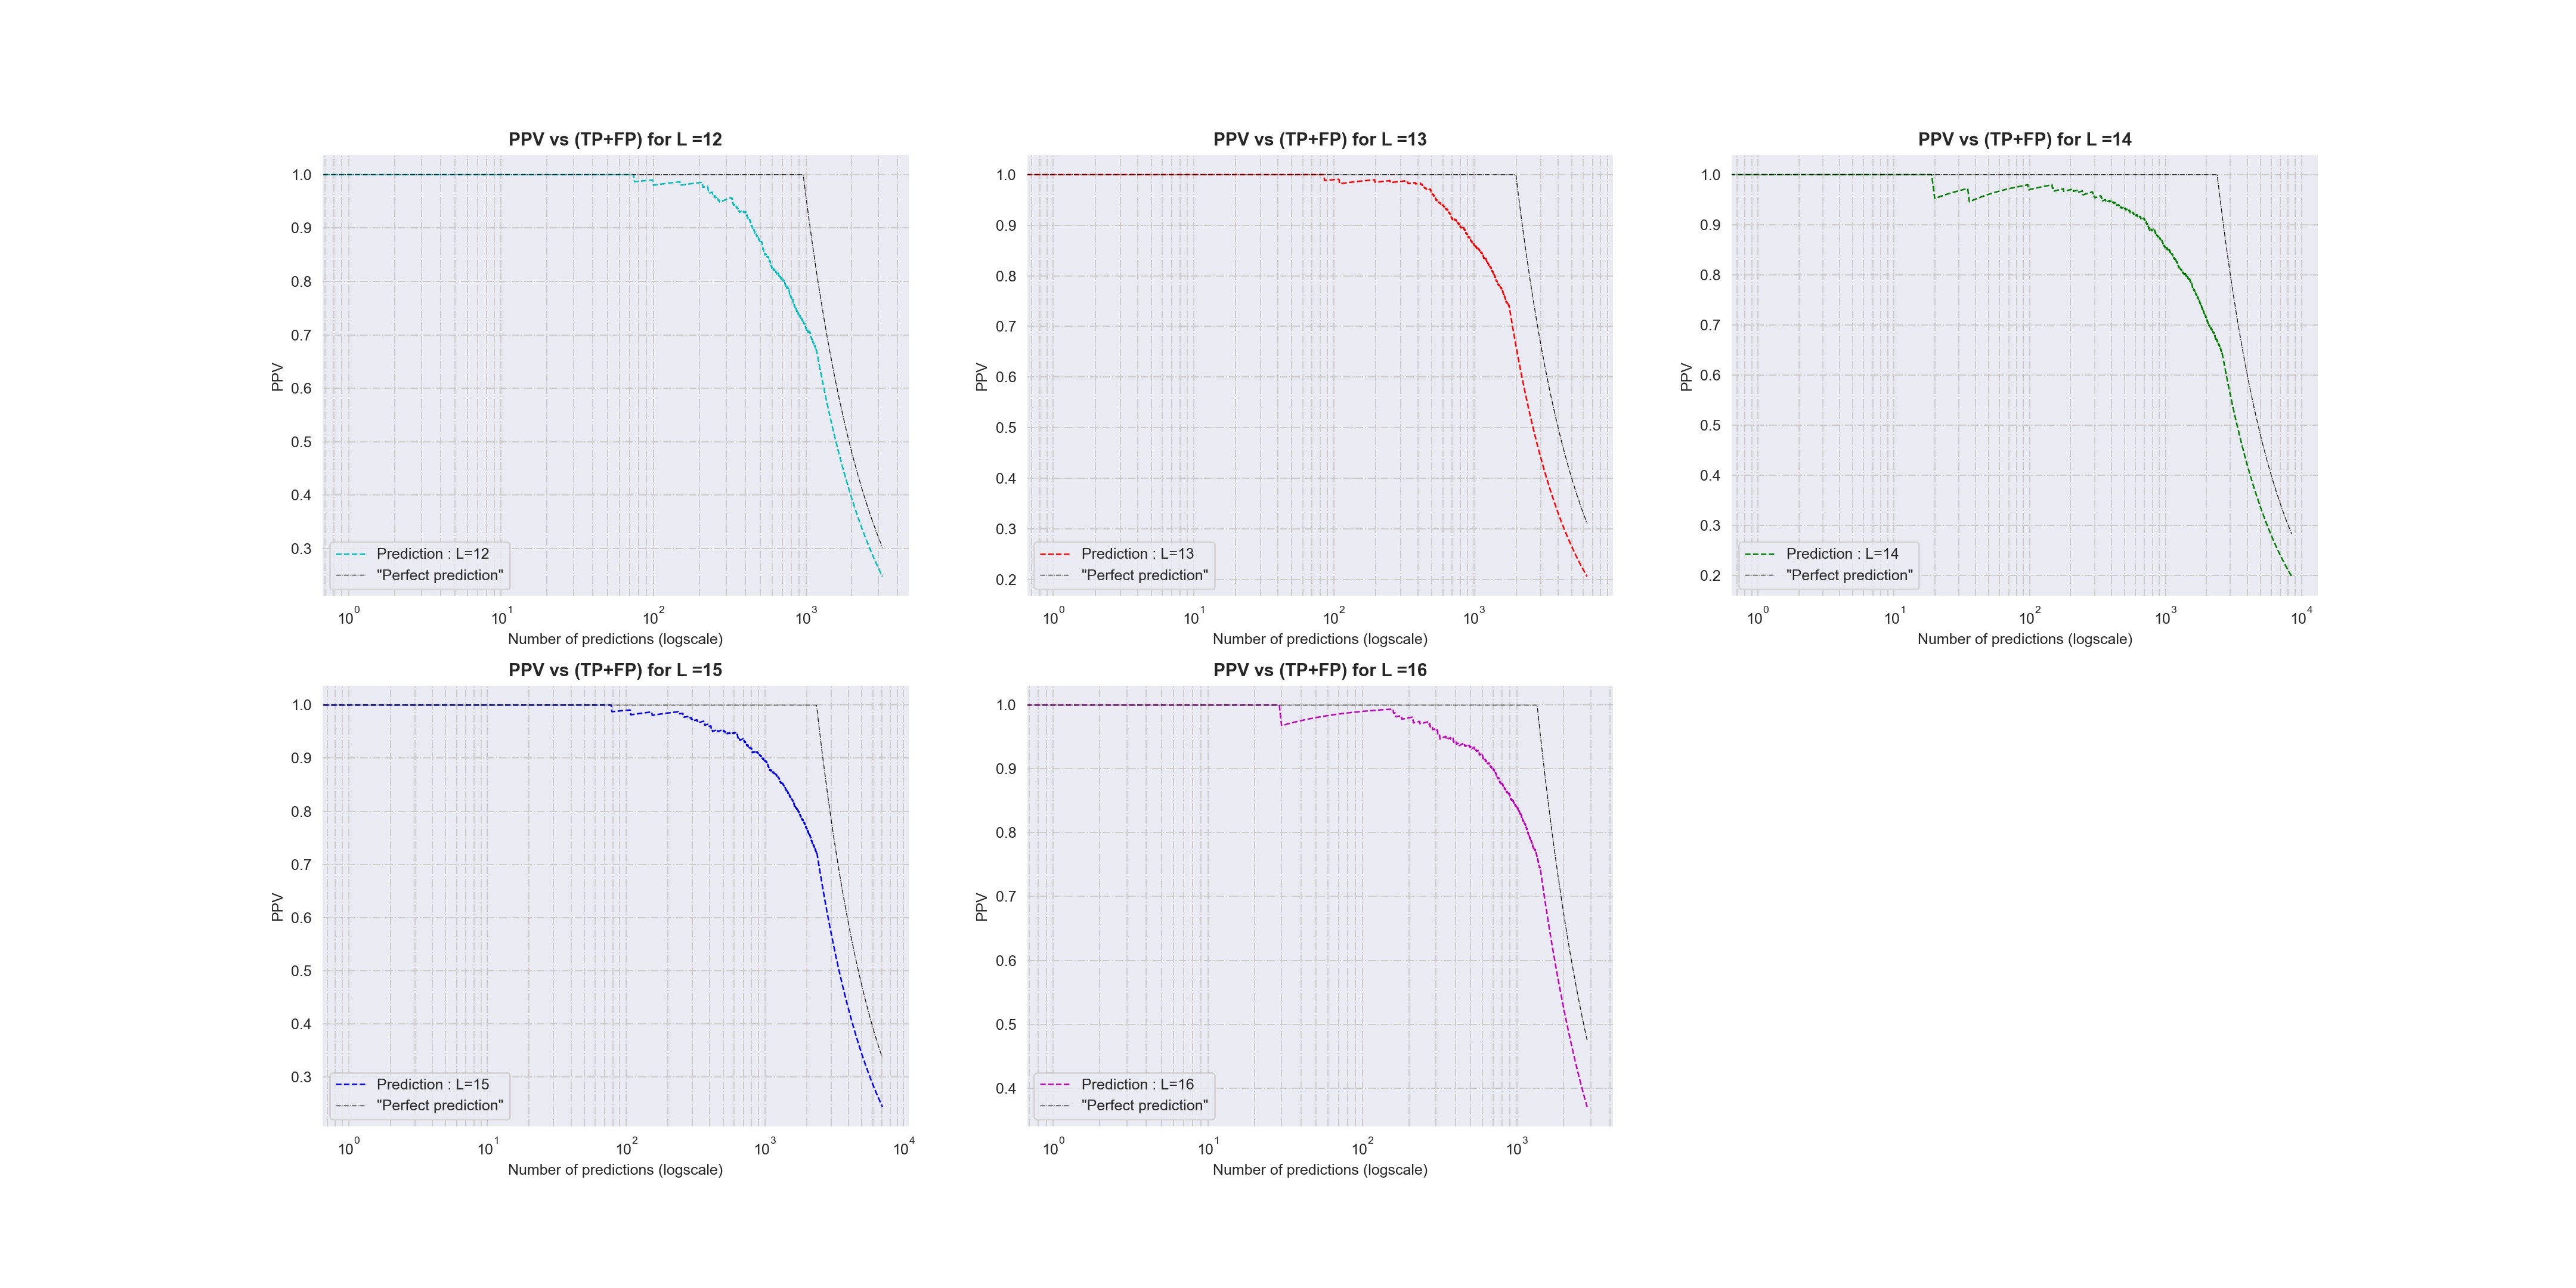 PPV vs (TP+FP) for L =12
PPV
1.0
0.9
0.8
0.7
0.6
0.5
0.4
0.3
10^0 10^1 10^2 10^3
Number of predictions (logscale)
Prediction : L=12
"Perfect prediction"
PPV vs (TP+FP) for L =13
PPV
1.0
0.9
0.8
0.7
0.6
0.5
0.4
0.3
0.2
10^0 10^1 10^2 10^3
Number of predictions (logscale)
Prediction : L=13
"Perfect prediction"
PPV vs (TP+FP) for L =14
PPV
1.0
0.9
0.8
0.7
0.6
0.5
0.4
0.3
0.2
10^0 10^1 10^2 10^3 10^4
Number of predictions (logscale)
Prediction : L=14
"Perfect prediction"
PPV vs (TP+FP) for L =15
PPV
1.0
0.9
0.8
0.7
0.6
0.5
0.4
0.3
10^0 10^1 10^2 10^3 10^4
Number of predictions (logscale)
Prediction : L=15
"Perfect prediction"
PPV vs (TP+FP) for L =16
PPV
1.0
0.9
0.8
0.7
0.6
0.5
0.4
10^0 10^1 10^2 10^3
Number of predictions (logscale)
Prediction : L=16
"Perfect prediction"